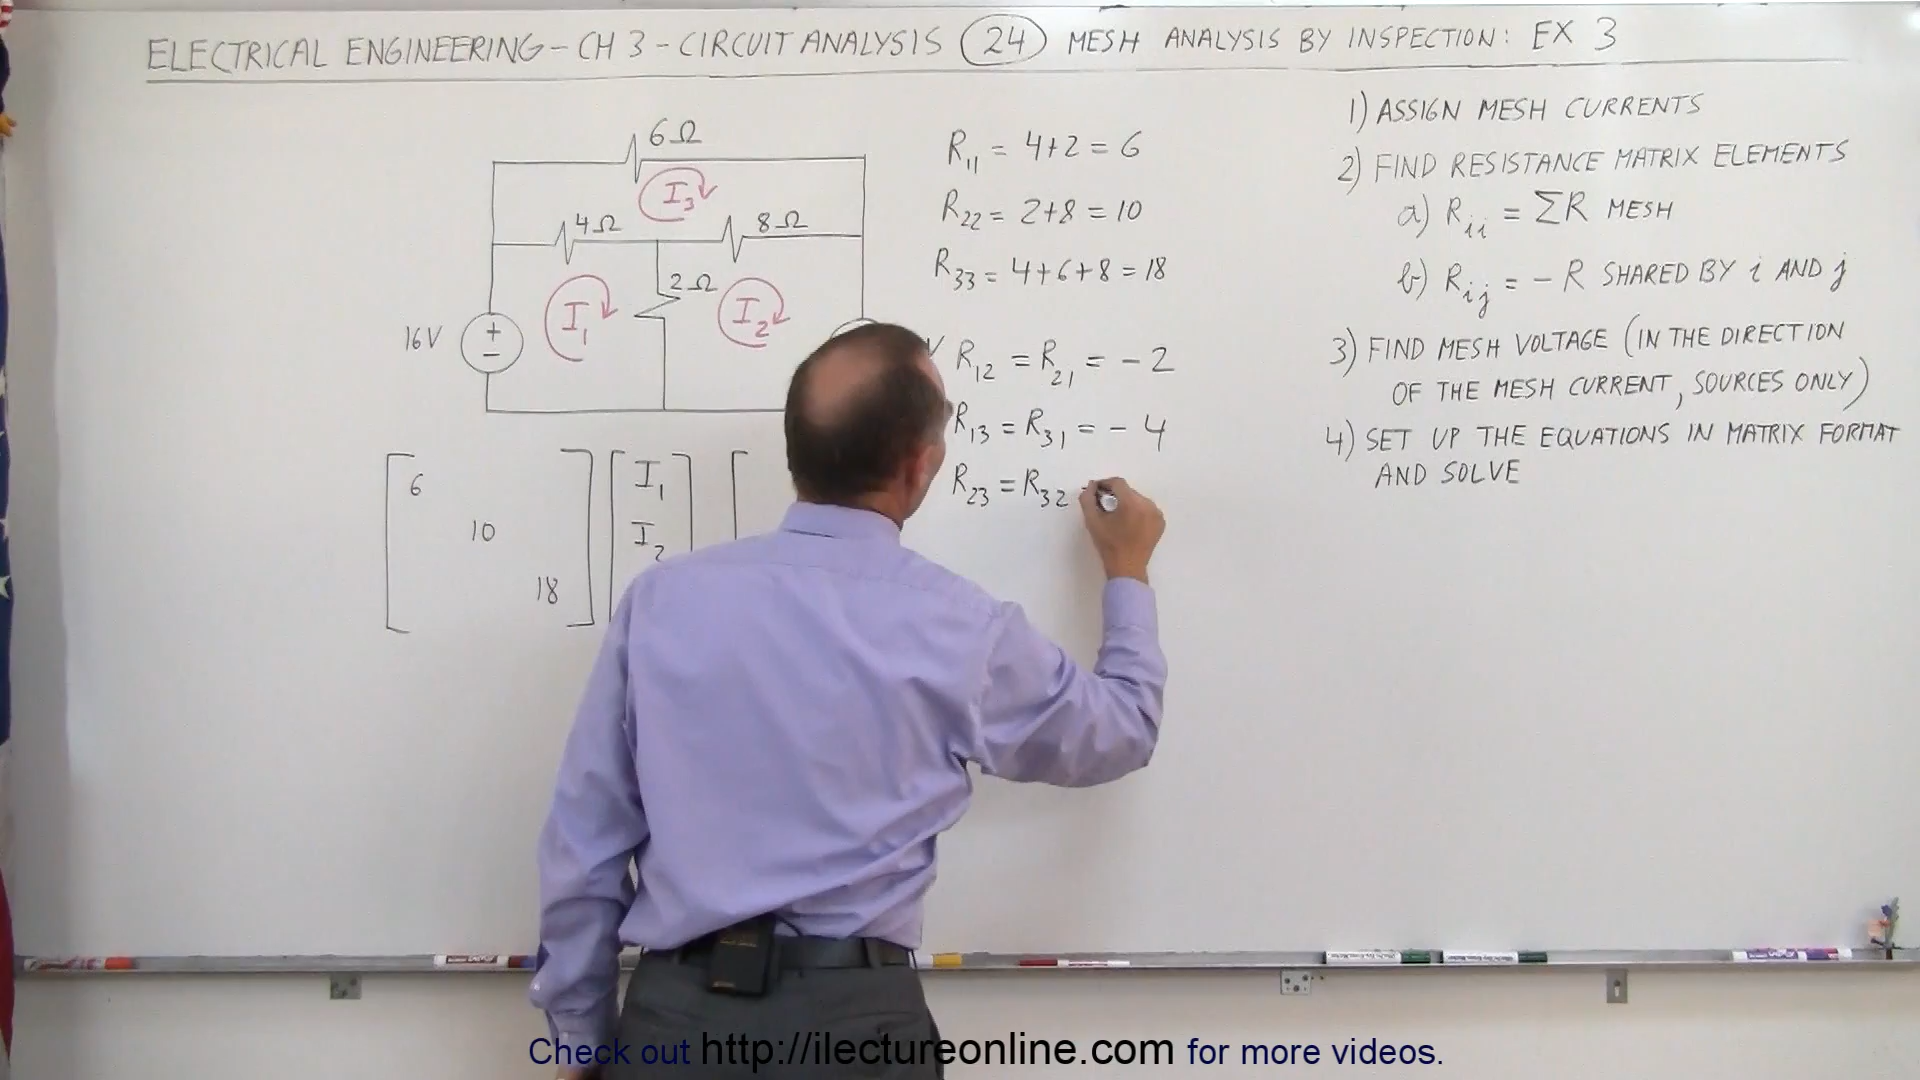 ELECTRICAL ENGINEERING - CH 3 - CIRCUIT ANALYSIS 24 MESH ANALYSIS BY INSPECTION: EX 3
6Ω
I₃
4Ω
8Ω
2Ω
I₁
I₂
16V
+
−
V
[6
10
18]
[I₁
I₂
[
R₁₁ = 4+2 = 6
R₂₂ = 2+8 = 10
R₃₃ = 4+6+8 = 18
R₁₂ = R₂₁ = -2
R₁₃ = R₃₁ = -4
R₂₃ = R₃₂
1) ASSIGN MESH CURRENTS
2) FIND RESISTANCE MATRIX ELEMENTS
a) Rᵢᵢ = ΣR MESH
b) Rᵢⱼ = -R SHARED BY i AND j
3) FIND MESH VOLTAGE (IN THE DIRECTION
OF THE MESH CURRENT, SOURCES ONLY)
4) SET UP THE EQUATIONS IN MATRIX FORMAT
AND SOLVE
Check out http://ilectureonline.com for more videos.